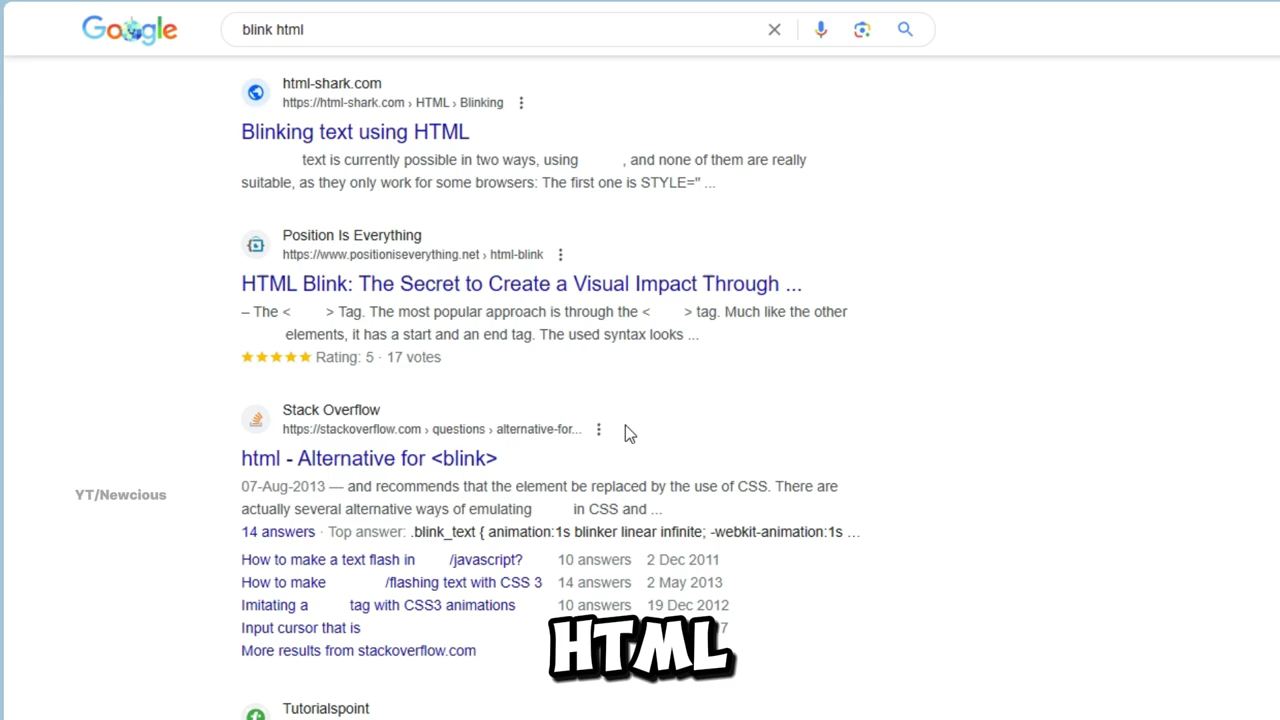 Google
blink html
html-shark.com
https://html-shark.com › HTML › Blinking
Blinking text using HTML
text is currently possible in two ways, using , and none of them are really
suitable, as they only work for some browsers: The first one is STYLE=" ...
Position Is Everything
https://www.positioniseverything.net › html-blink
HTML Blink: The Secret to Create a Visual Impact Through ...
– The < > Tag. The most popular approach is through the < > tag. Much like the other
elements, it has a start and an end tag. The used syntax looks ...
Rating: 5 · 17 votes
Stack Overflow
https://stackoverflow.com › questions › alternative-for...
html - Alternative for <blink>
07-Aug-2013 — and recommends that the element be replaced by the use of CSS. There are
actually several alternative ways of emulating in CSS and ...
14 answers · Top answer: .blink_text { animation:1s blinker linear infinite; -webkit-animation:1s ...
How to make a text flash in /javascript? 10 answers 2 Dec 2011
How to make /flashing text with CSS 3 14 answers 2 May 2013
Imitating a tag with CSS3 animations 10 answers 19 Dec 2012
Input cursor that is
More results from stackoverflow.com
Tutorialspoint
YT/Newcious
HTML